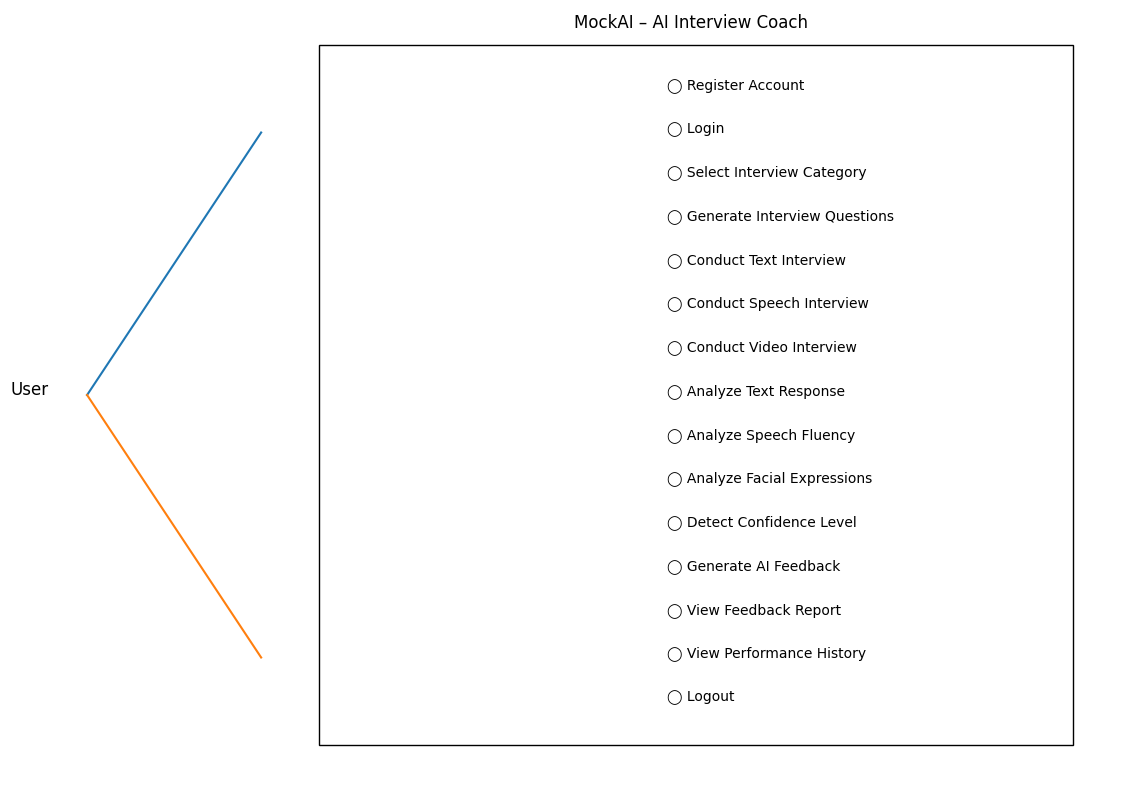 MockAI – AI Interview Coach
◯ Register Account
◯ Login
◯ Select Interview Category
◯ Generate Interview Questions
◯ Conduct Text Interview
◯ Conduct Speech Interview
◯ Conduct Video Interview
User
◯ Analyze Text Response
◯ Analyze Speech Fluency
◯ Analyze Facial Expressions
◯ Detect Confidence Level
◯ Generate AI Feedback
◯ View Feedback Report
◯ View Performance History
◯ Logout